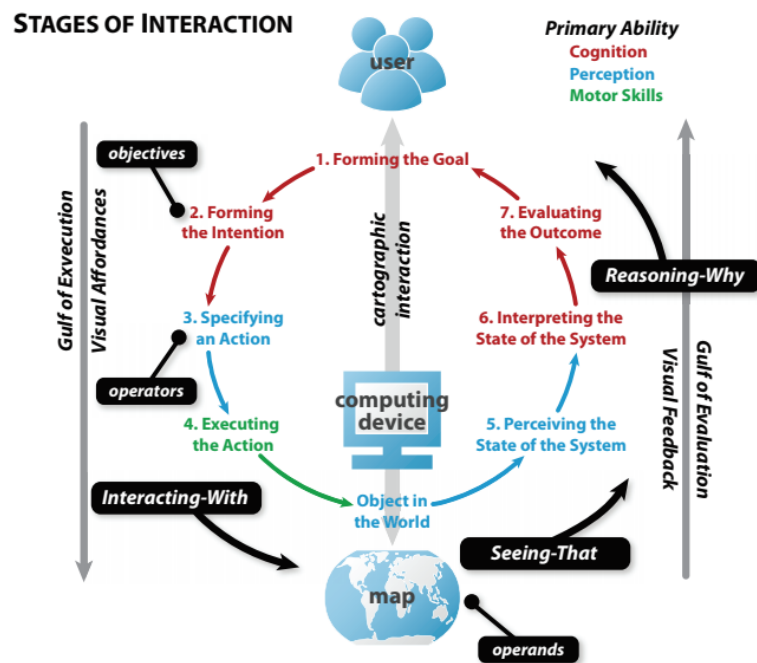 STAGES OF INTERACTION
user
Primary Ability
Cognition
Perception
Motor Skills
objectives
1. Forming the Goal
2. Forming
the Intention
7. Evaluating
the Outcome
Gulf of Exvecution
Visual Affordances
cartographic
interaction
Reasoning-Why
3. Specifying
an Action
6. Interpreting the
State of the System
operators
computing
device
4. Executing
the Action
5. Perceiving the
State of the System
Visual Feedback
Gulf of Evaluation
Interacting-With
Object in
the World
Seeing-That
map
operands